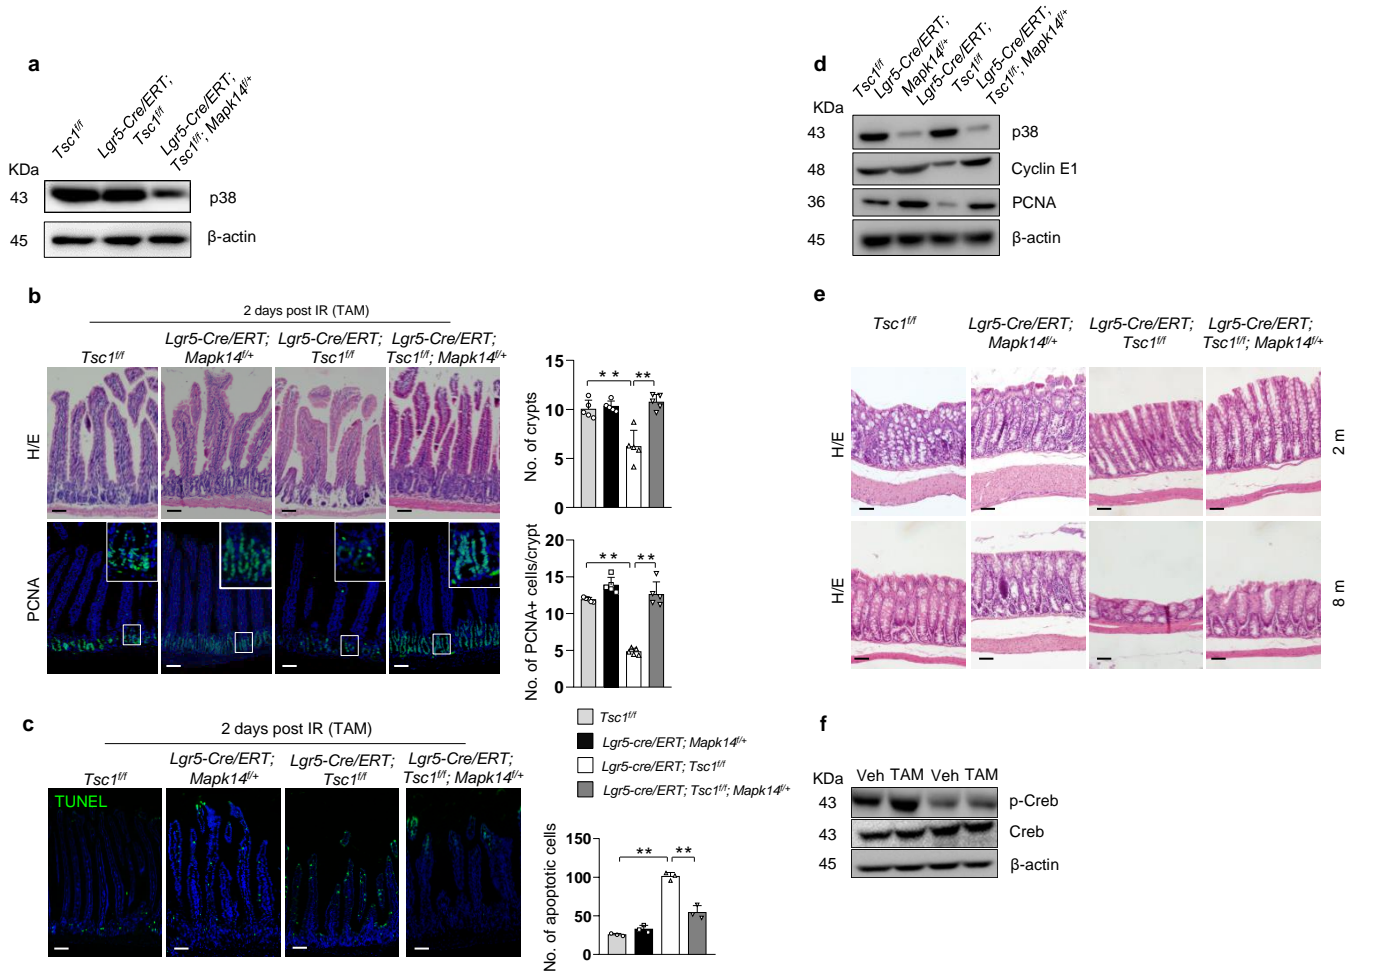 a
Tsc1f/f
Lgr5-Cre/ERT;
Tsc1f/f
Lgr5-Cre/ERT;
Tsc1f/f; Mapk14f/+
KDa
43
p38
45
β-actin
b
2 days post IR (TAM)
Tsc1f/f
Lgr5-Cre/ERT;
Mapk14f/+
Lgr5-Cre/ERT;
Tsc1f/f
Lgr5-Cre/ERT;
Tsc1f/f; Mapk14f/+
H/E
PCNA
No. of crypts
15
10
5
0
* *
**
No. of PCNA+ cells/crypt
20
15
10
5
0
* *
**
Tsc1f/f
Lgr5-cre/ERT; Mapk14f/+
Lgr5-cre/ERT; Tsc1f/f
Lgr5-cre/ERT; Tsc1f/f; Mapk14f/+
c
2 days post IR (TAM)
Tsc1f/f
Lgr5-Cre/ERT;
Mapk14f/+
Lgr5-Cre/ERT;
Tsc1f/f
Lgr5-Cre/ERT;
Tsc1f/f; Mapk14f/+
TUNEL
No. of apoptotic cells
150
100
50
0
**
**
d
Tsc1f/f
Lgr5-Cre/ERT;
Mapk14f/+
Lgr5-Cre/ERT;
Tsc1f/f
Lgr5-Cre/ERT;
Tsc1f/f; Mapk14f/+
KDa
43
p38
48
Cyclin E1
36
PCNA
45
β-actin
e
Tsc1f/f
Lgr5-Cre/ERT;
Mapk14f/+
Lgr5-Cre/ERT;
Tsc1f/f
Lgr5-Cre/ERT;
Tsc1f/f; Mapk14f/+
H/E
2 m
H/E
8 m
f
KDa
Veh TAM Veh TAM
43
p-Creb
43
Creb
45
β-actin